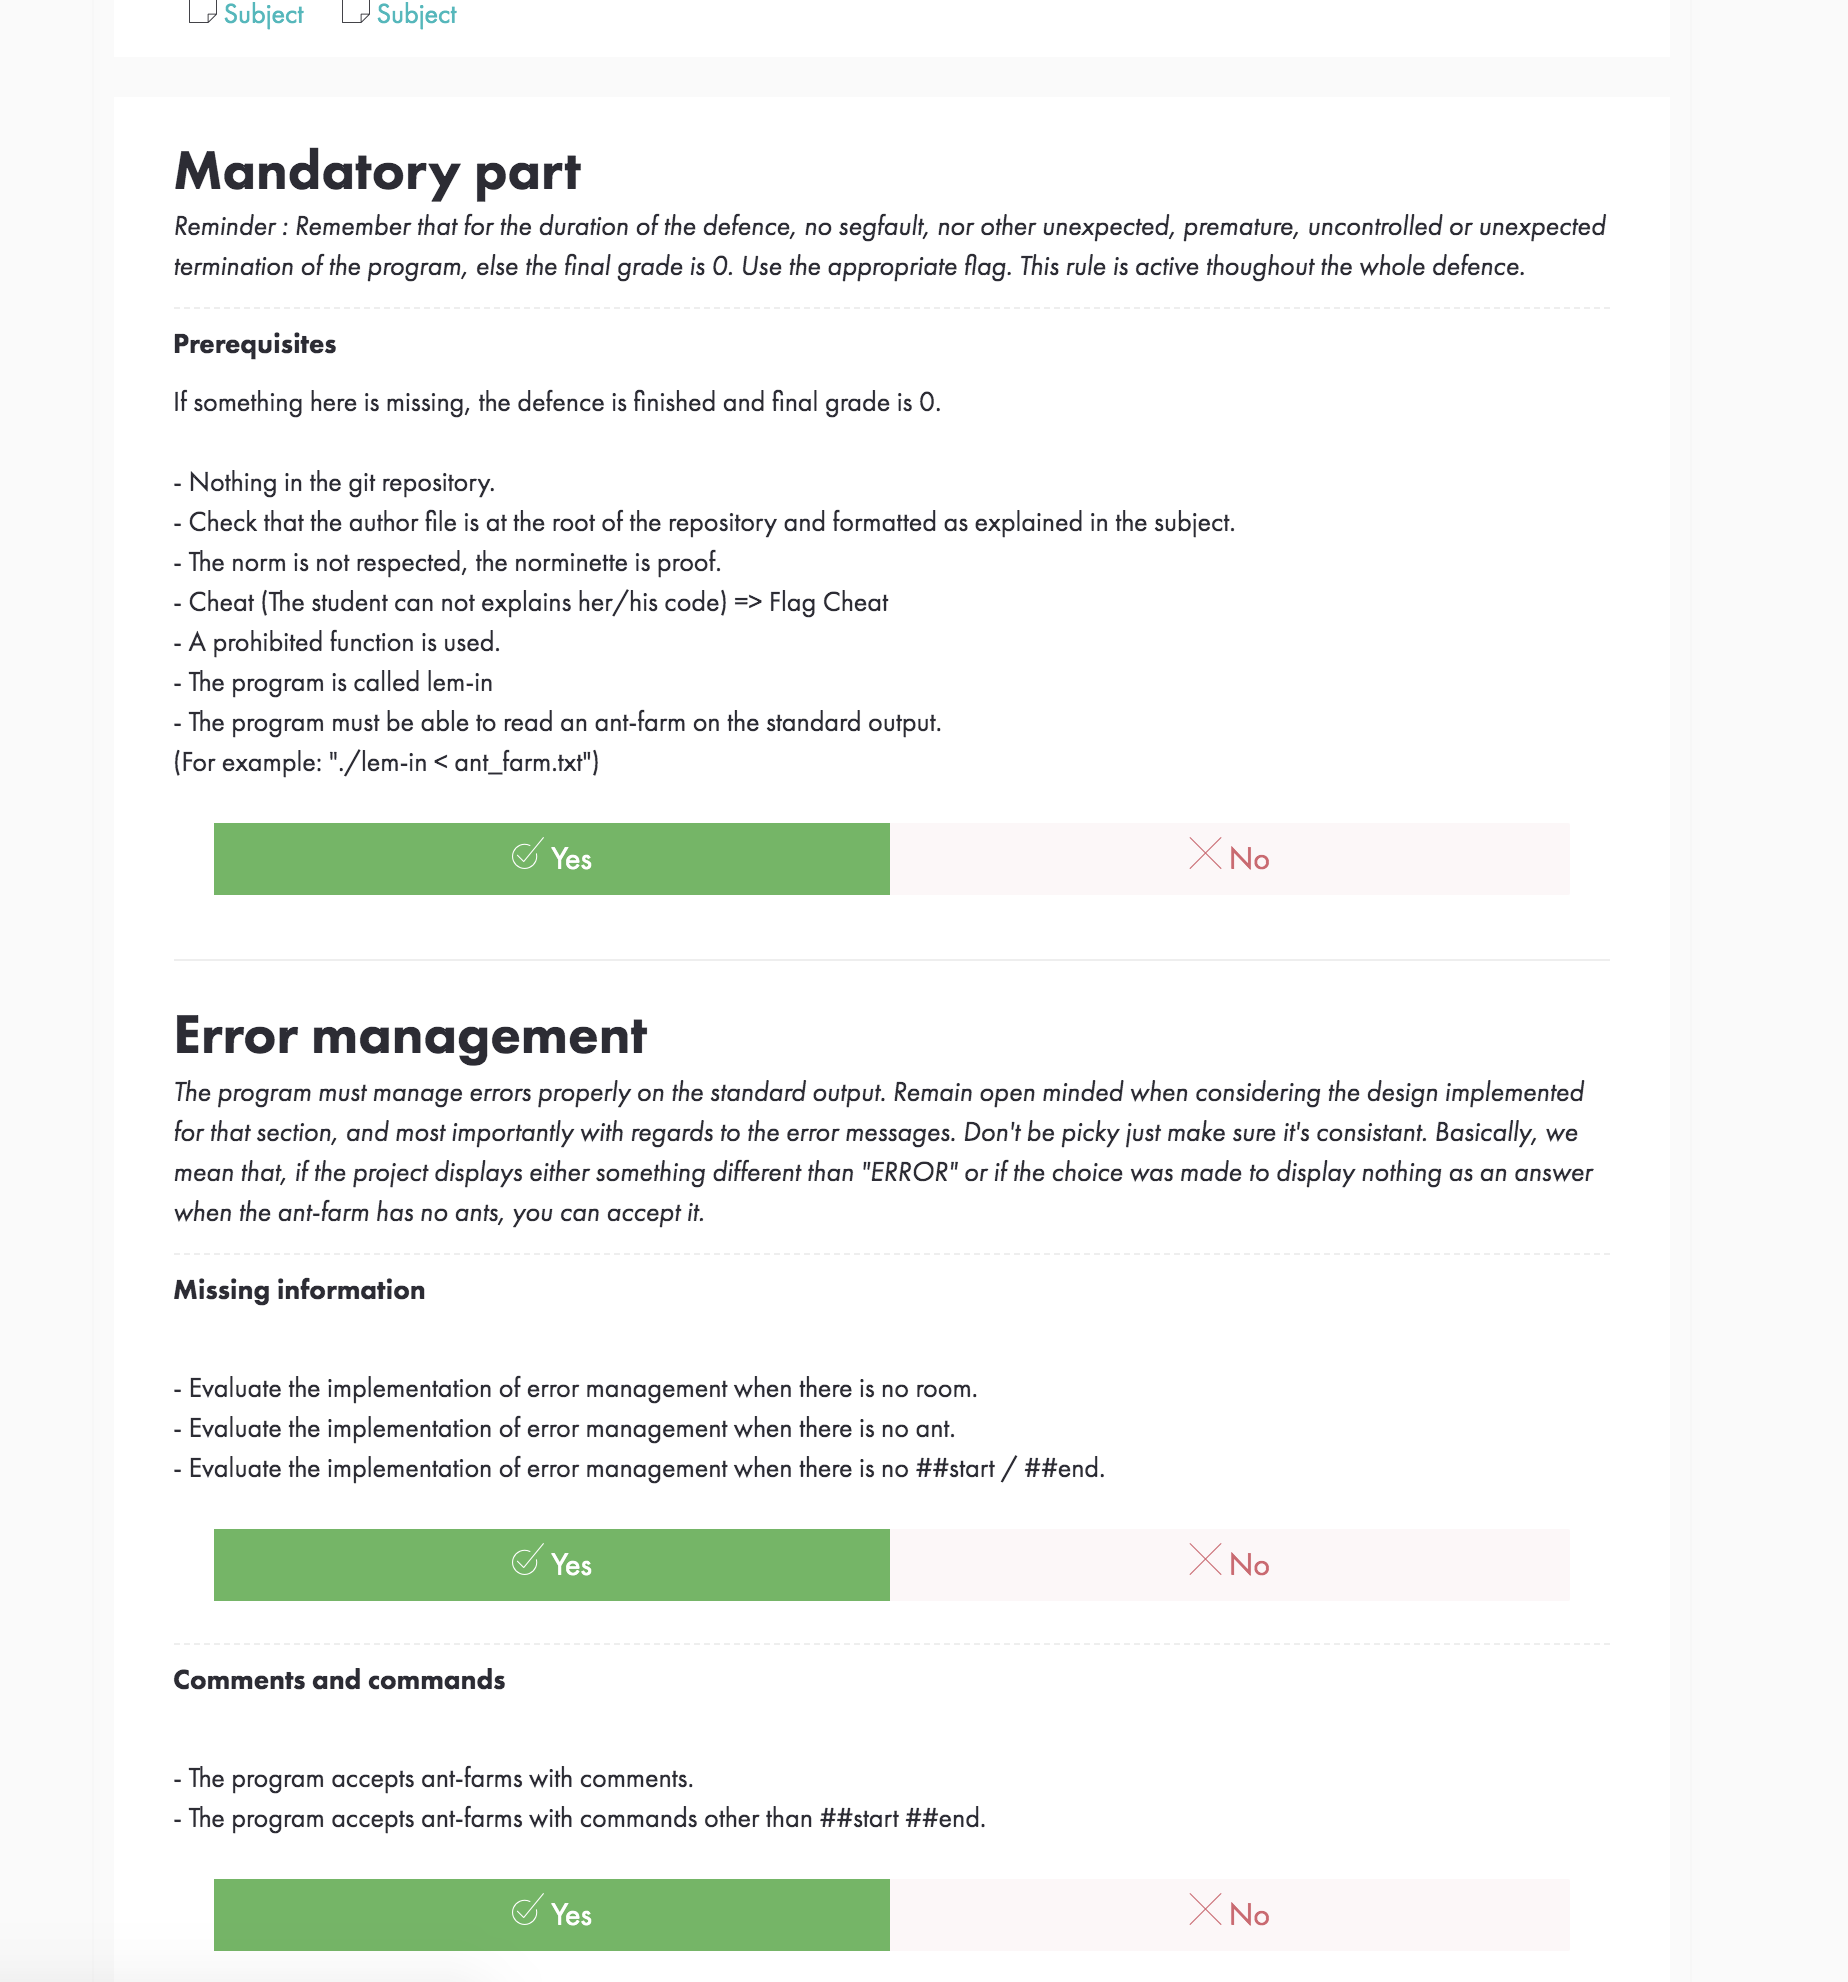 Subject Subject
Mandatory part
Reminder : Remember that for the duration of the defence, no segfault, nor other unexpected, premature, uncontrolled or unexpected
termination of the program, else the final grade is 0. Use the appropriate flag. This rule is active thoughout the whole defence.
Prerequisites
If something here is missing, the defence is finished and final grade is 0.
- Nothing in the git repository.
- Check that the author file is at the root of the repository and formatted as explained in the subject.
- The norm is not respected, the norminette is proof.
- Cheat (The student can not explains her/his code) => Flag Cheat
- A prohibited function is used.
- The program is called lem-in
- The program must be able to read an ant-farm on the standard output.
(For example: "./lem-in < ant_farm.txt")
Yes No
Error management
The program must manage errors properly on the standard output. Remain open minded when considering the design implemented
for that section, and most importantly with regards to the error messages. Don't be picky just make sure it's consistant. Basically, we
mean that, if the project displays either something different than "ERROR" or if the choice was made to display nothing as an answer
when the ant-farm has no ants, you can accept it.
Missing information
- Evaluate the implementation of error management when there is no room.
- Evaluate the implementation of error management when there is no ant.
- Evaluate the implementation of error management when there is no ##start / ##end.
Yes No
Comments and commands
- The program accepts ant-farms with comments.
- The program accepts ant-farms with commands other than ##start ##end.
Yes No